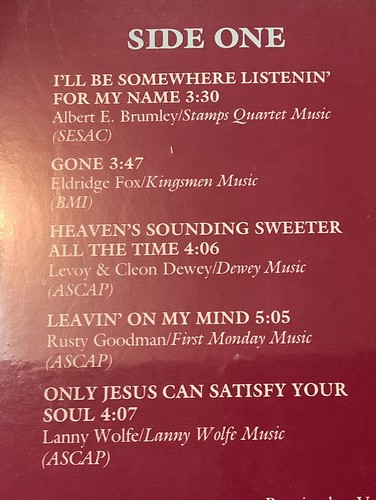 SIDE ONE
I'LL BE SOMEWHERE LISTENIN'
FOR MY NAME 3:30
Albert E. Brumley/Stamps Quartet Music
(SESAC)
GONE 3:47
Eldridge Fox/Kingsmen Music
(BMI)
HEAVEN'S SOUNDING SWEETER
ALL THE TIME 4:06
Levoy & Cleon Dewey/Dewey Music
(ASCAP)
LEAVIN' ON MY MIND 5:05
Rusty Goodman/First Monday Music
(ASCAP)
ONLY JESUS CAN SATISFY YOUR
SOUL 4:07
Lanny Wolfe/Lanny Wolfe Music
(ASCAP)